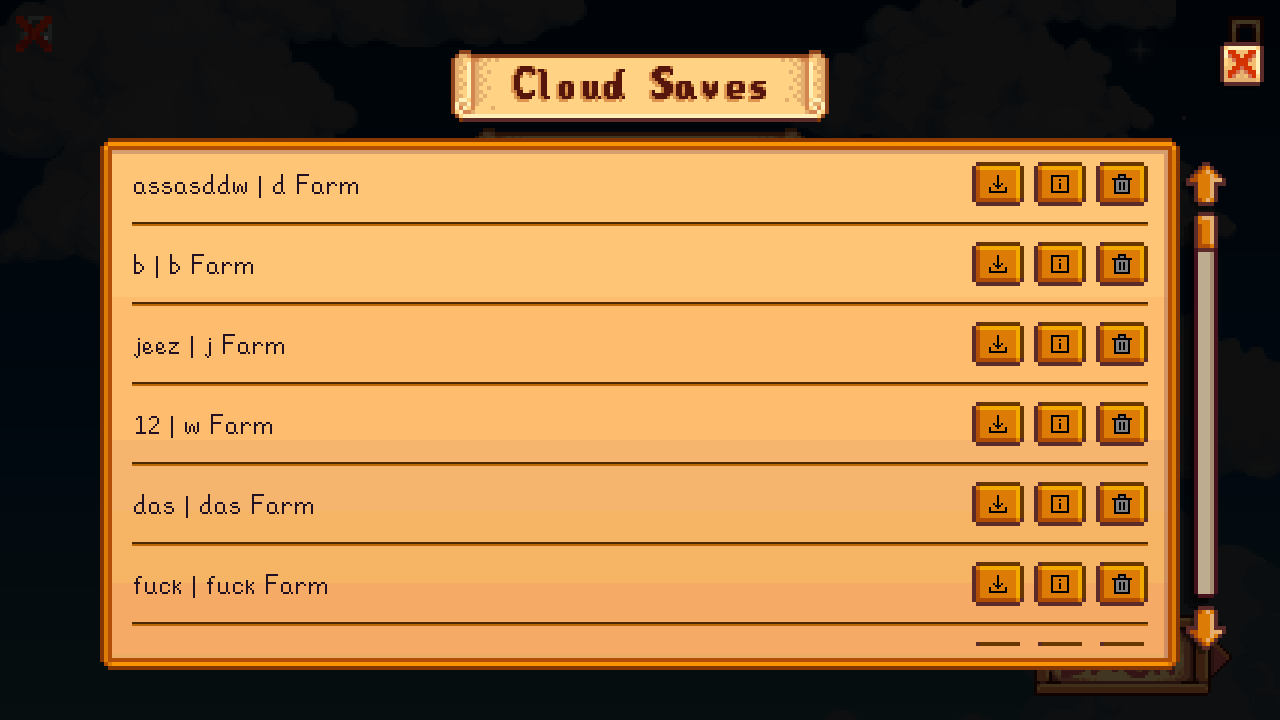 Cloud Saves
assasddw | d Farm
b | b Farm
jeez | j Farm
12 | w Farm
das | das Farm
fuck | fuck Farm